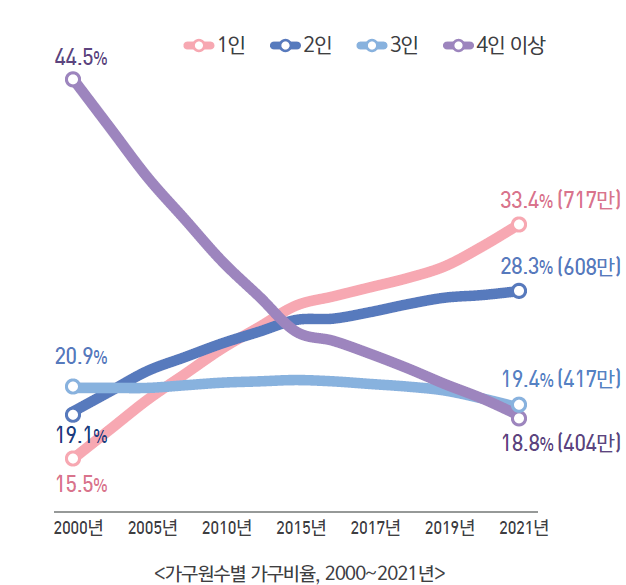 1인 2인 3인 4인 이상
44.5%
33.4% (717만)
28.3% (608만)
20.9%
19.4% (417만)
19.1%
18.8% (404만)
15.5%
2000년 2005년 2010년 2015년 2017년 2019년 2021년
<가구원수별 가구비율, 2000~2021년>